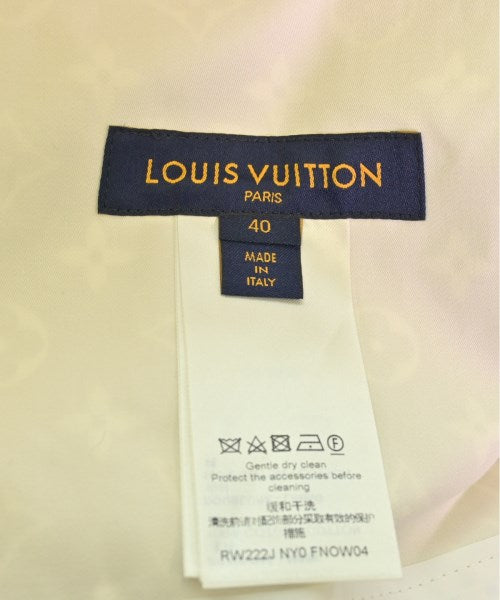 LOUIS VUITTON
PARIS
40
MADE
IN
ITALY
Gentle dry clean
Protect the accessories before
cleaning
缓和干洗
清洗前请对搭改部分采取有效的保护
措施
RW222J NY0 FNOW04